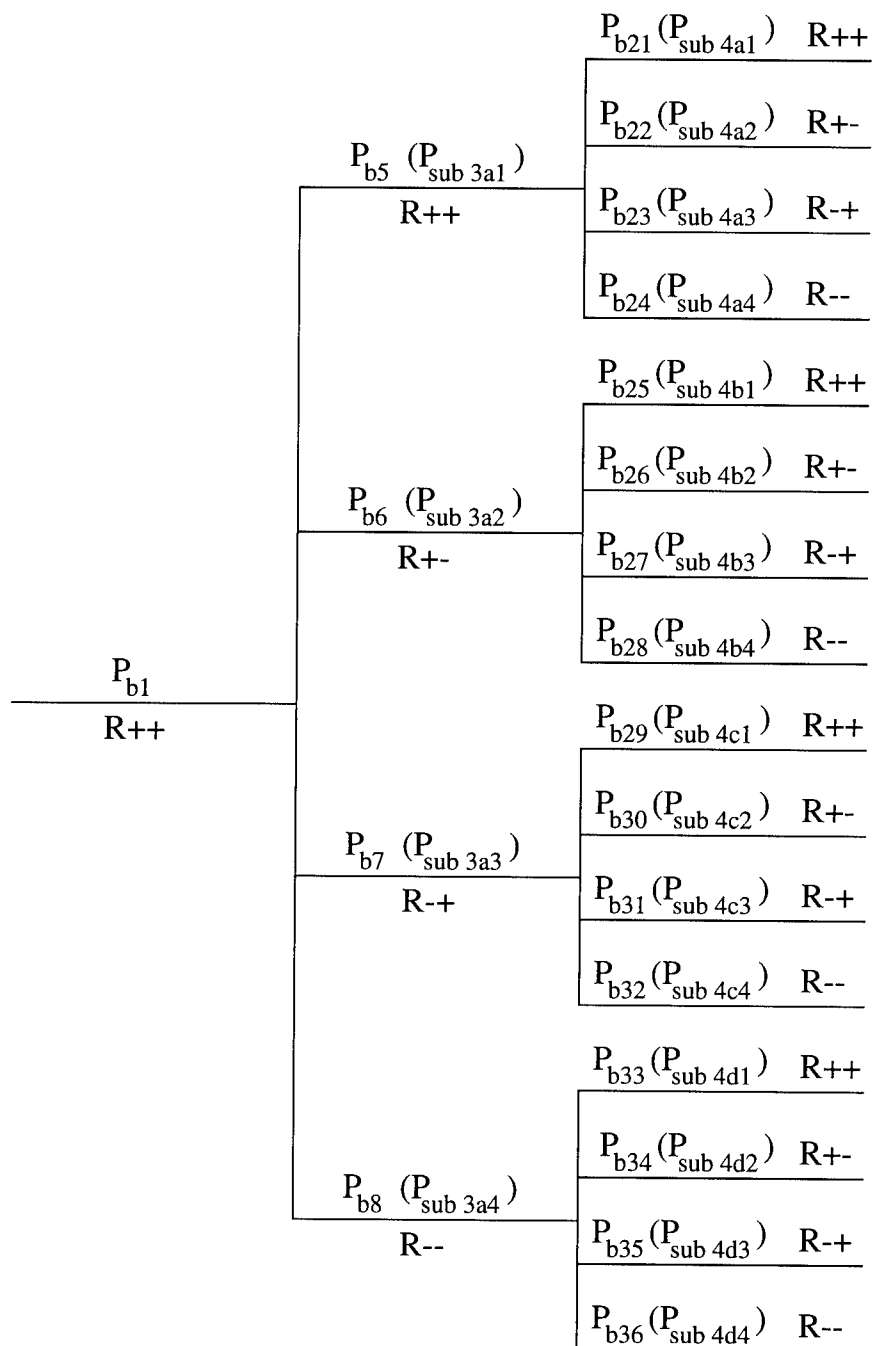 Pb21(Psub 4a1) R++
Pb22(Psub 4a2) R+-
Pb5 (Psub 3a1)
R++
Pb23(Psub 4a3) R-+
Pb24(Psub 4a4) R--
Pb25(Psub 4b1) R++
Pb26(Psub 4b2) R+-
Pb6 (Psub 3a2)
R+-
Pb27(Psub 4b3) R-+
Pb28(Psub 4b4) R--
Pb1
R++
Pb29(Psub 4c1) R++
Pb30(Psub 4c2) R+-
Pb7 (Psub 3a3)
R-+
Pb31(Psub 4c3) R-+
Pb32(Psub 4c4) R--
Pb33(Psub 4d1) R++
Pb34(Psub 4d2) R+-
Pb8 (Psub 3a4)
R--
Pb35(Psub 4d3) R-+
Pb36(Psub 4d4) R--